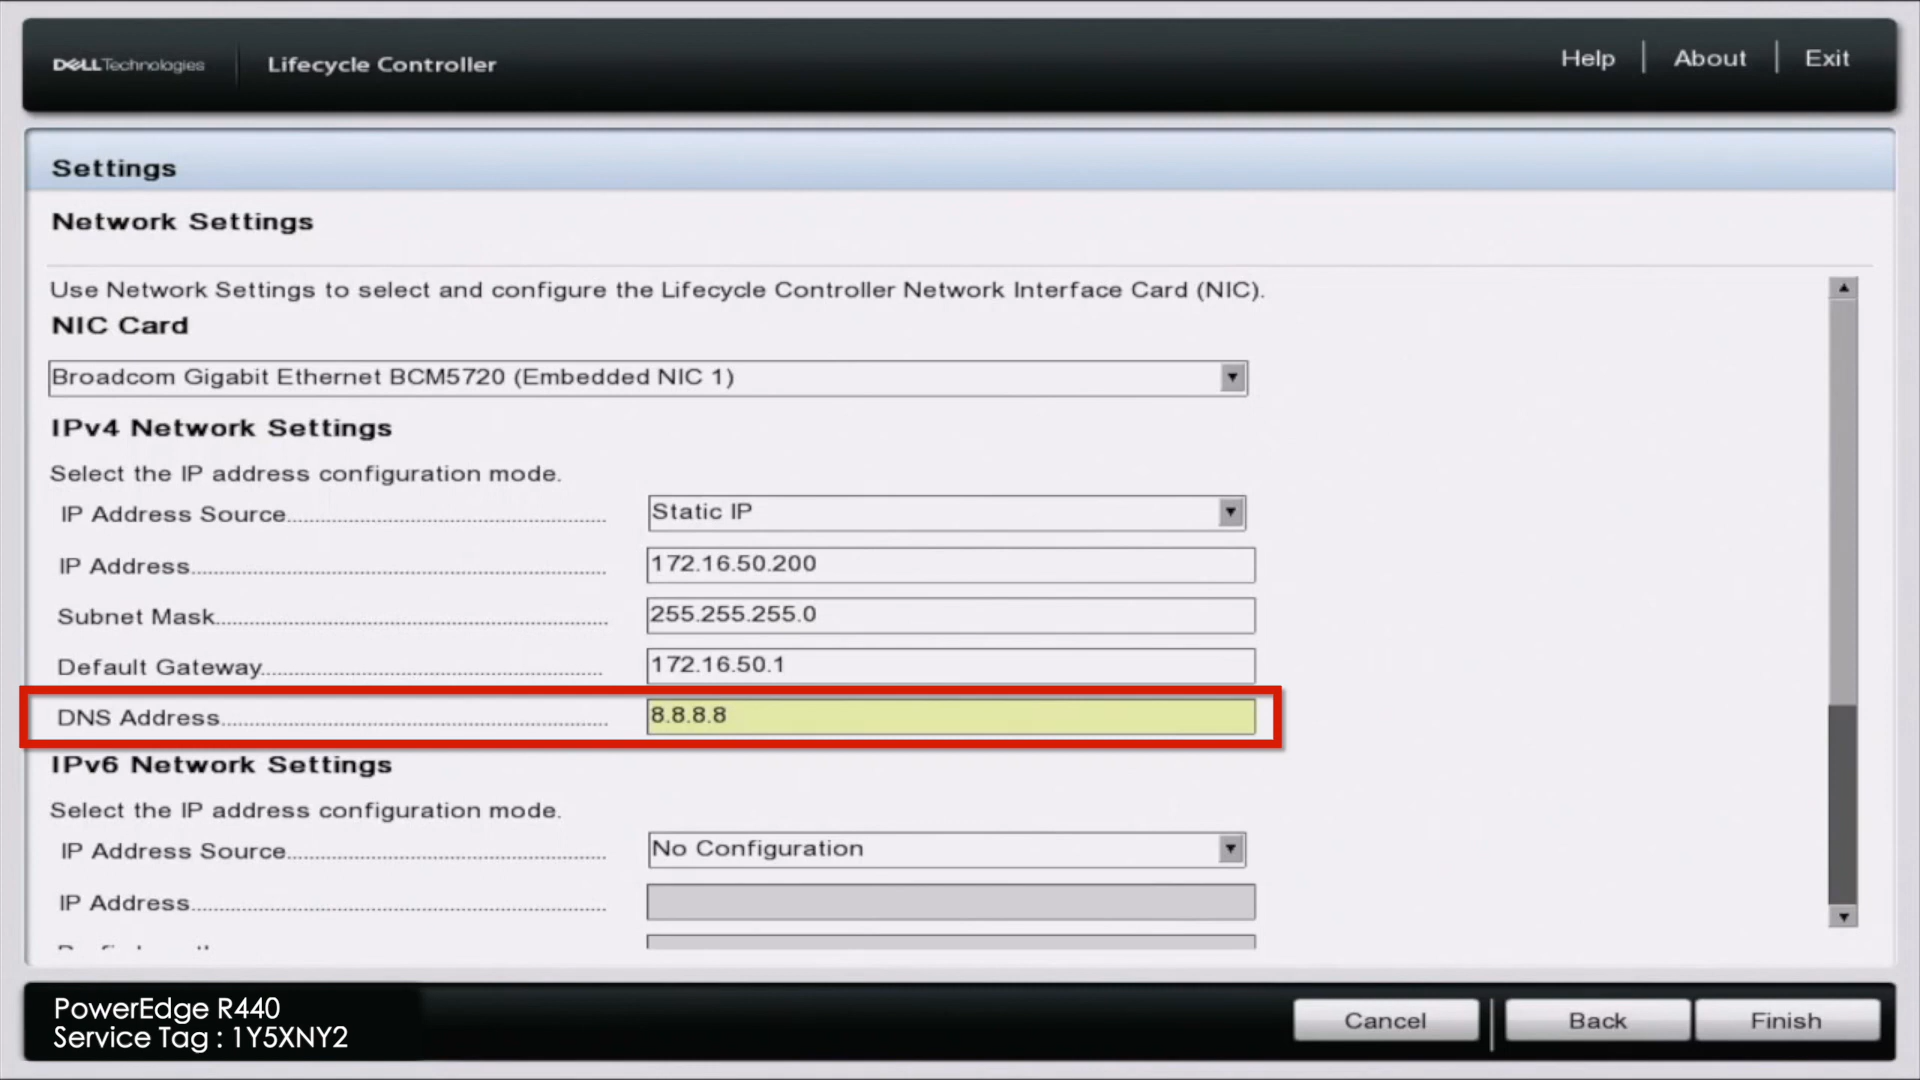 DELL Technologies
Lifecycle Controller
Help | About | Exit
Settings
Network Settings
Use Network Settings to select and configure the Lifecycle Controller Network Interface Card (NIC).
NIC Card
Broadcom Gigabit Ethernet BCM5720 (Embedded NIC 1)
IPv4 Network Settings
Select the IP address configuration mode.
IP Address Source Static IP
IP Address 172.16.50.200
Subnet Mask 255.255.255.0
Default Gateway 172.16.50.1
DNS Address 8.8.8.8
IPv6 Network Settings
Select the IP address configuration mode.
IP Address Source No Configuration
IP Address
PowerEdge R440
Service Tag : 1Y5XNY2
Cancel Back Finish